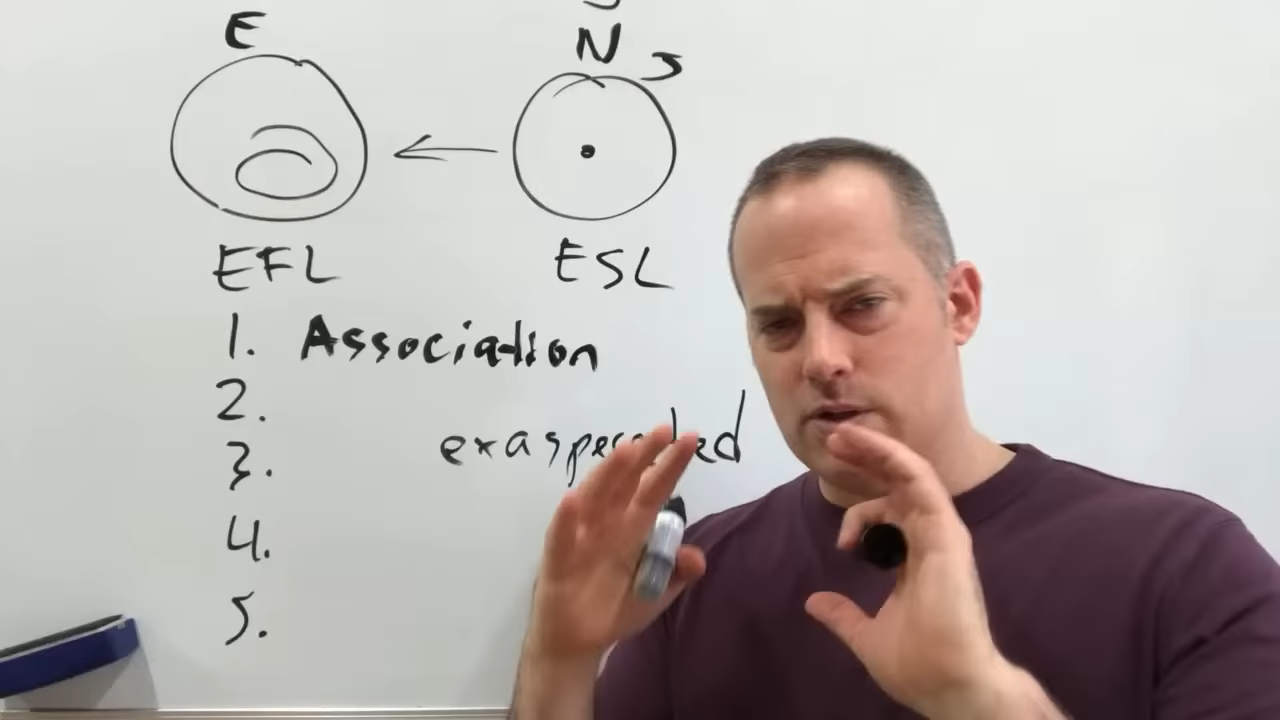 E
N
EFL
ESL
1. Association
2.
3.
4.
5.